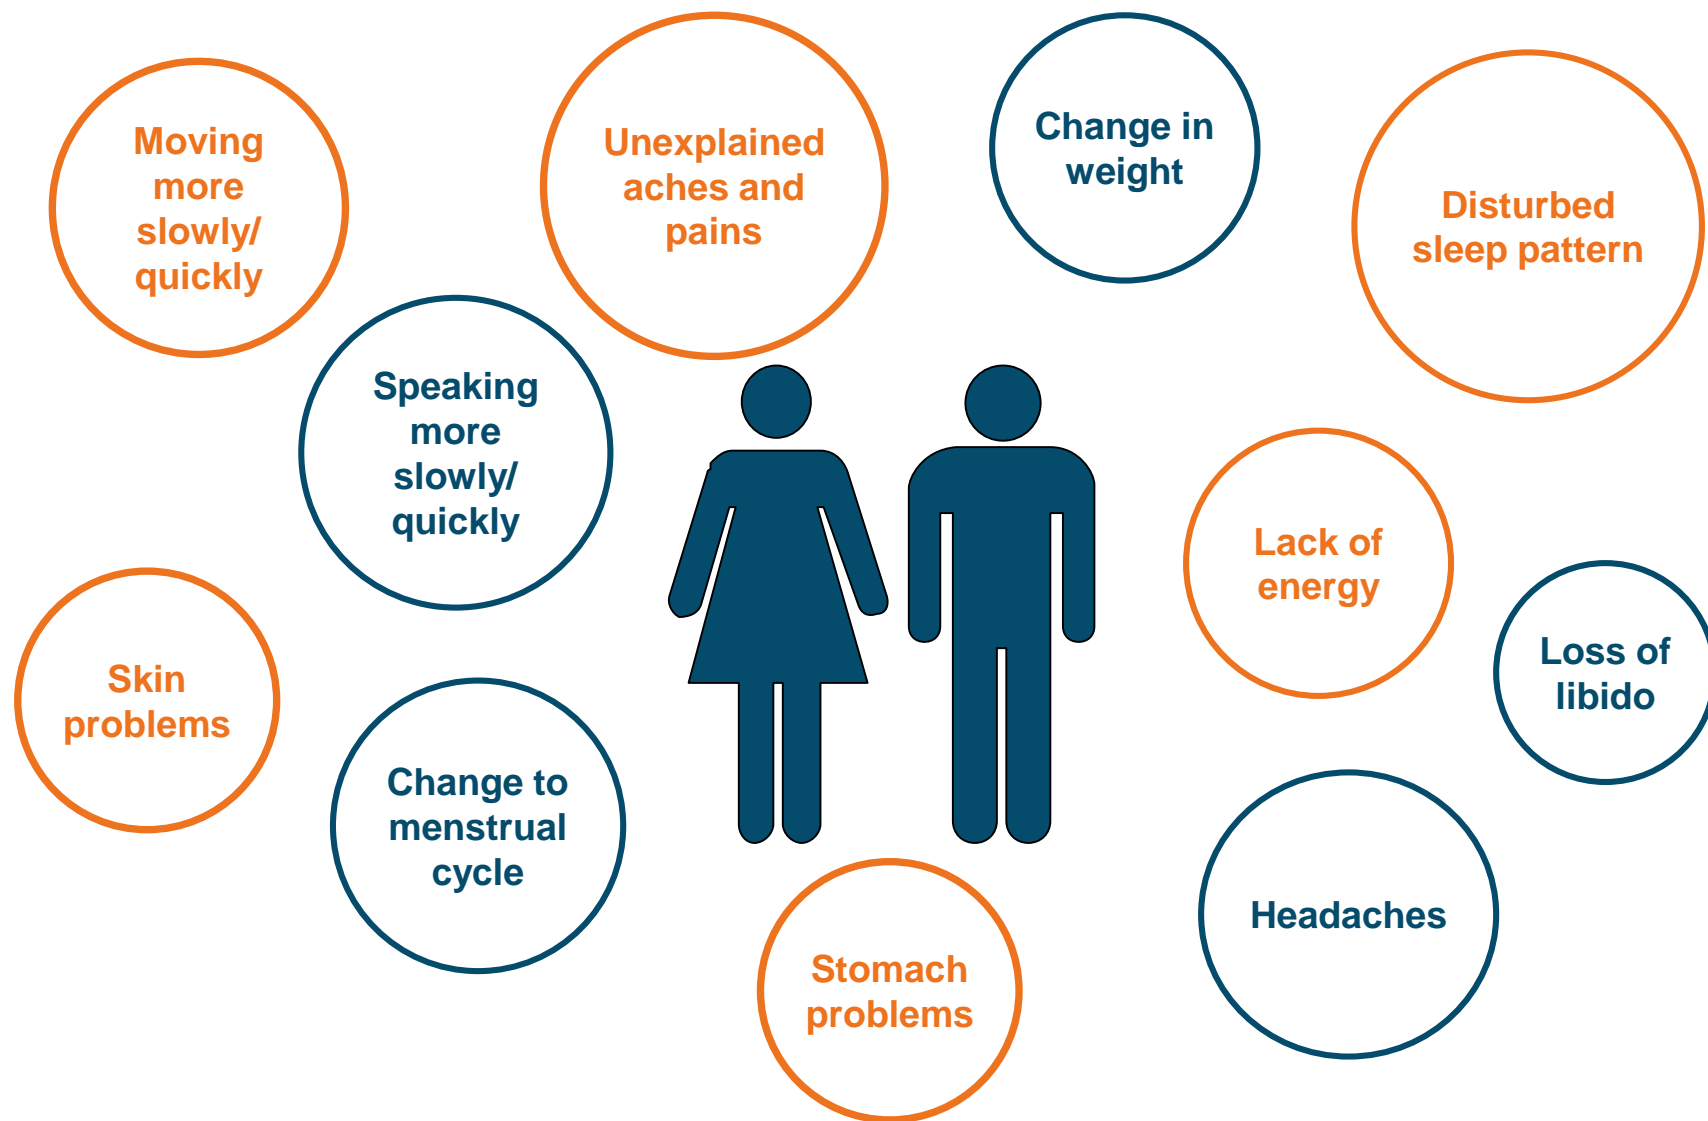 Moving
more
slowly/
quickly
Unexplained
aches and
pains
Change in
weight
Disturbed
sleep pattern
Speaking
more
slowly/
quickly
Lack of
energy
Loss of
libido
Skin
problems
Change to
menstrual
cycle
Headaches
Stomach
problems